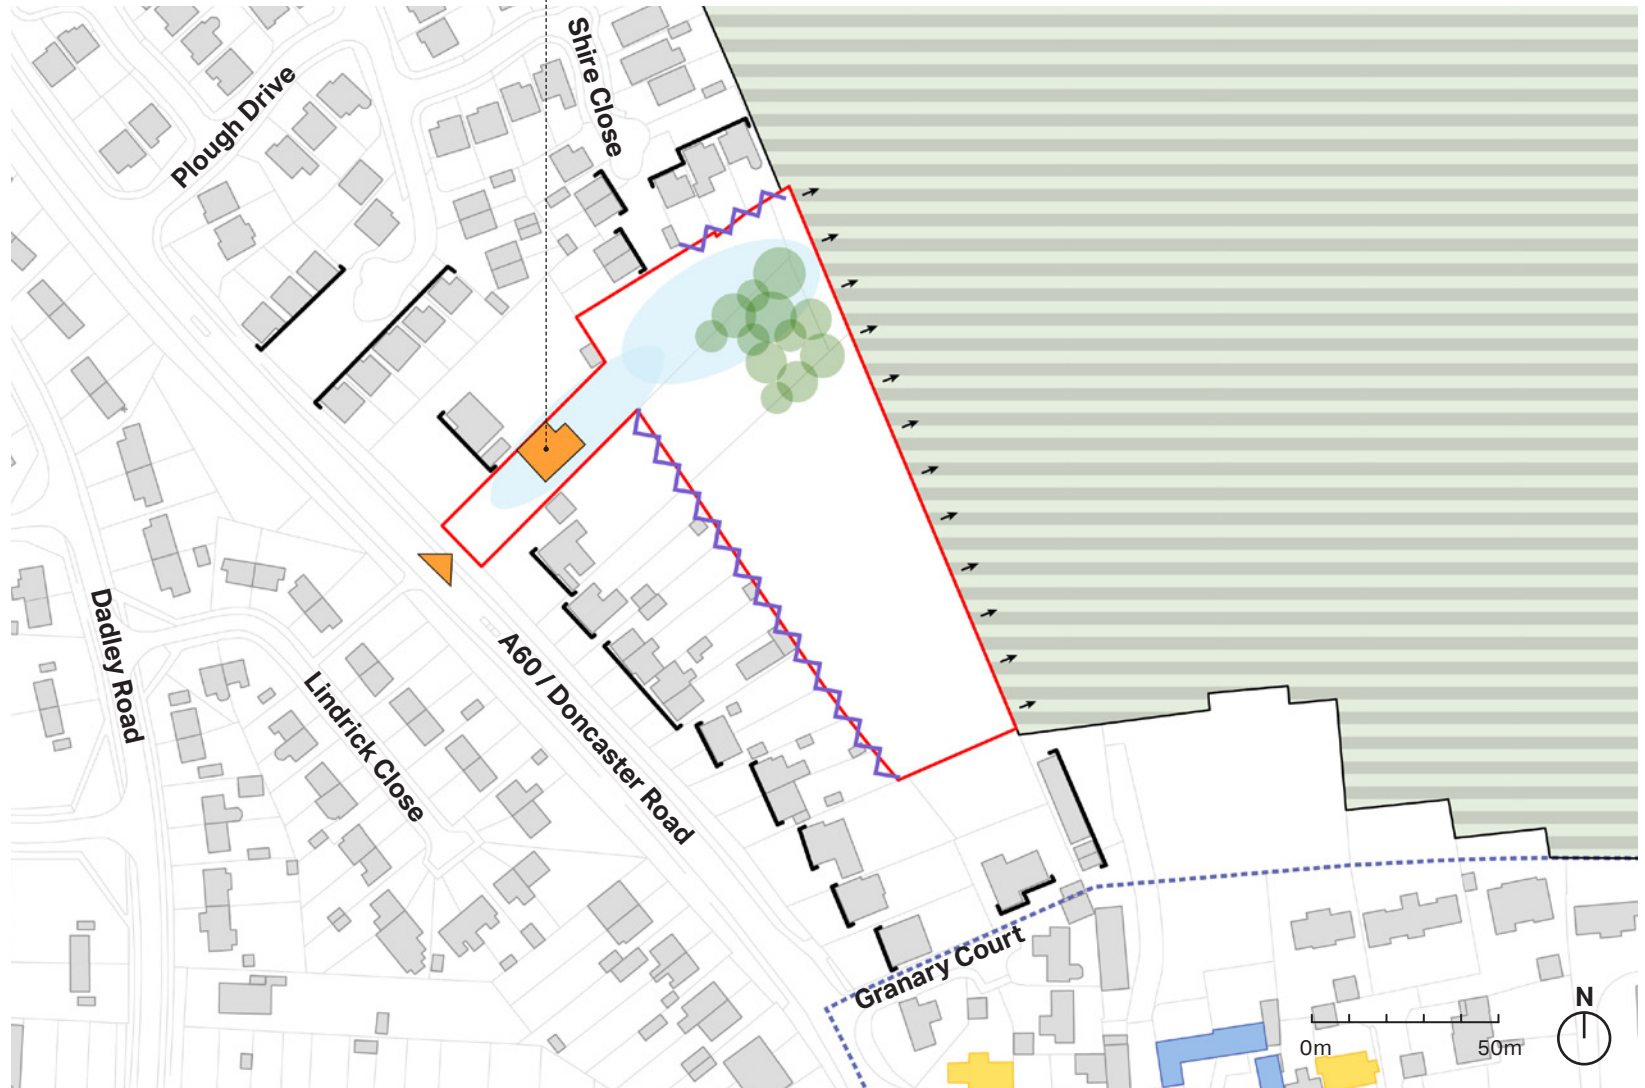 Shire Close
Plough Drive
Dadley Road
Lindrick Close
A60 / Doncaster Road
Granary Court
N
0m
50m